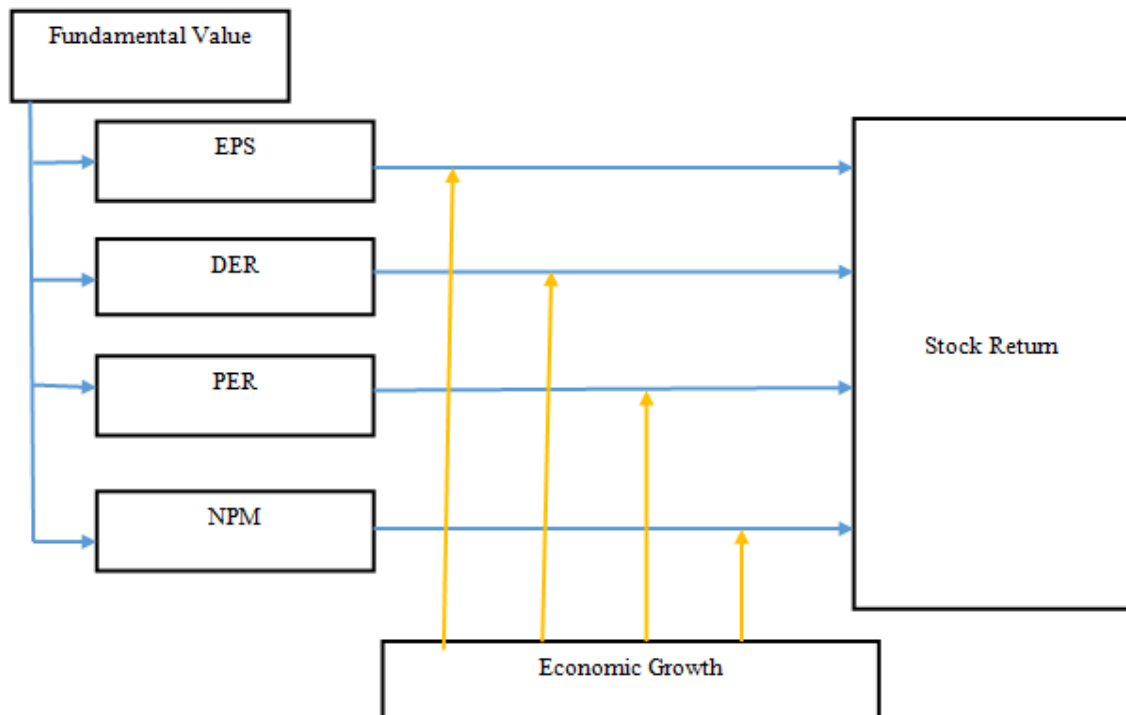 Fundamental Value
EPS
DER
PER
NPM
Stock Return
Economic Growth